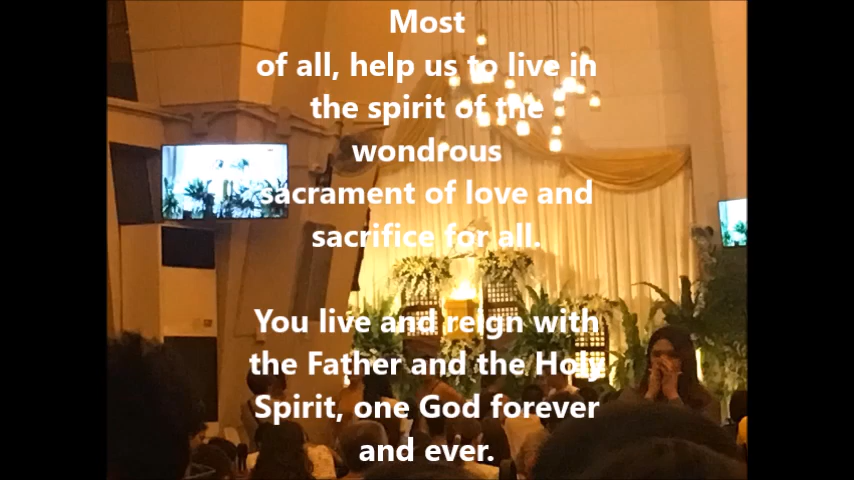 Most
of all, help us to live in
the spirit of the
wondrous
sacrament of love and
sacrifice for all.
You live and reign with
the Father and the Holy
Spirit, one God forever
and ever.